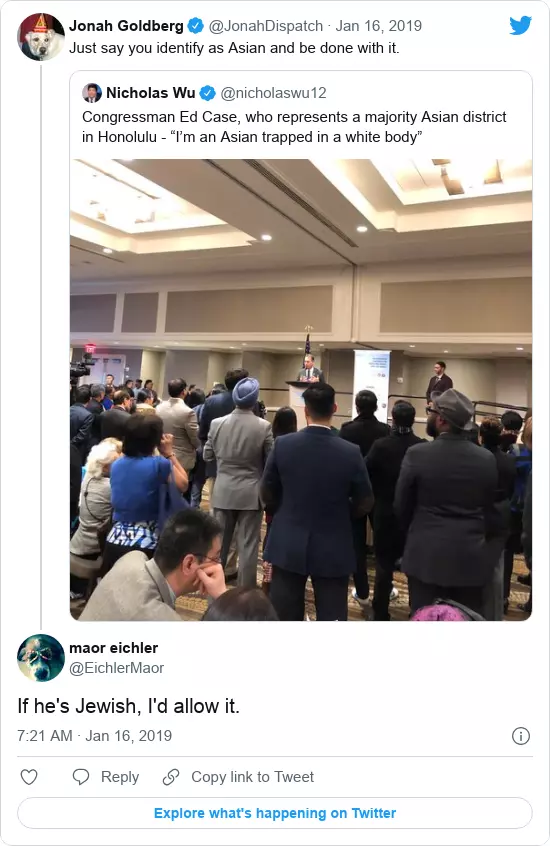 Jonah Goldberg @JonahDispatch · Jan 16, 2019
Just say you identify as Asian and be done with it.
Nicholas Wu @nicholaswu12
Congressman Ed Case, who represents a majority Asian district
in Honolulu - “I’m an Asian trapped in a white body”
maor eichler
@EichlerMaor
If he's Jewish, I'd allow it.
7:21 AM · Jan 16, 2019
Reply
Copy link to Tweet
Explore what's happening on Twitter